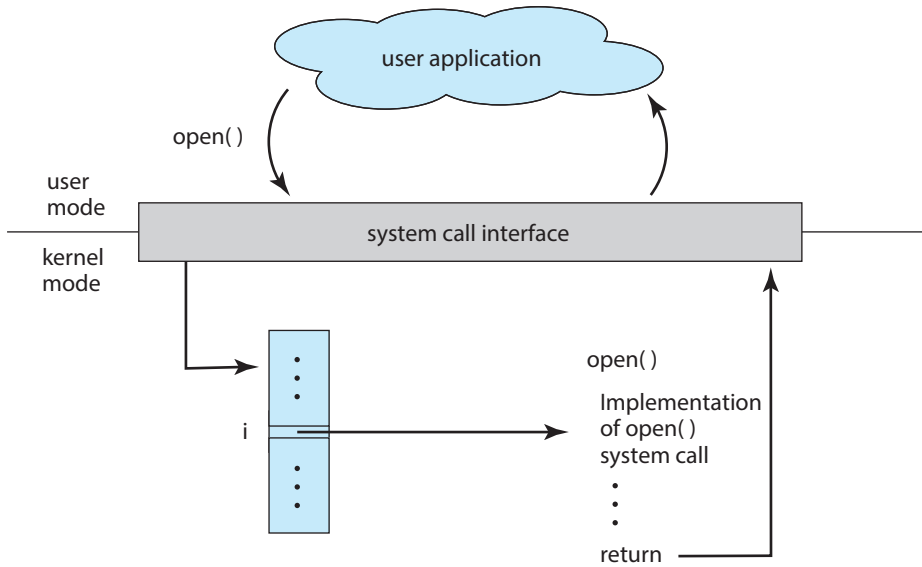 user application
open( )
user
mode
system call interface
kernel
mode
open( )
i
Implementation
of open( )
system call
return